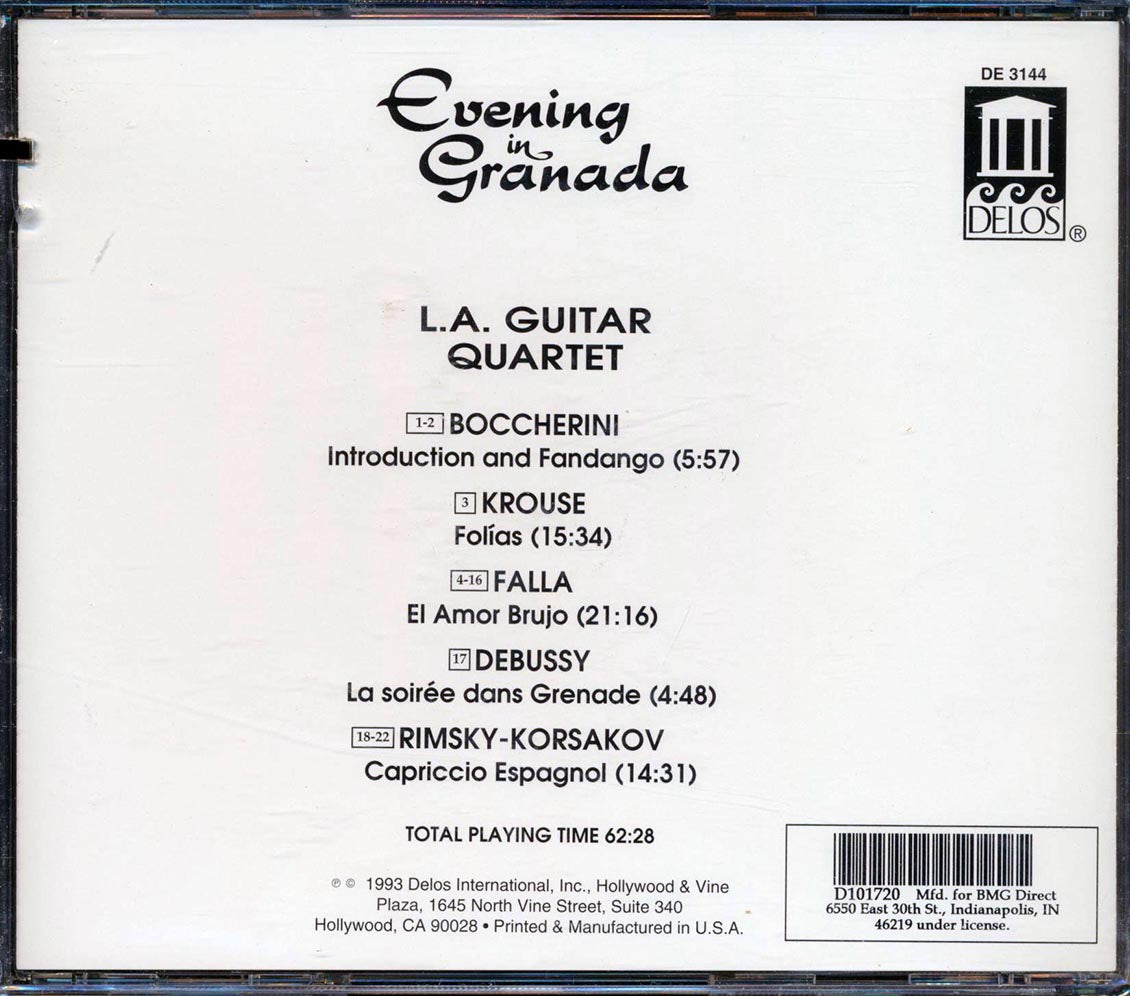 Evening
in
Granada
DE 3144
DELOS ®
L.A. GUITAR
QUARTET
1-2 BOCCHERINI
Introduction and Fandango (5:57)
3 KROUSE
Folías (15:34)
4-16 FALLA
El Amor Brujo (21:16)
17 DEBUSSY
La soirée dans Grenade (4:48)
18-22 RIMSKY-KORSAKOV
Capriccio Espagnol (14:31)
TOTAL PLAYING TIME 62:28
℗ © 1993 Delos International, Inc., Hollywood & Vine
Plaza, 1645 North Vine Street, Suite 340
Hollywood, CA 90028 • Printed & Manufactured in U.S.A.
D101720 Mfd. for BMG Direct
6550 East 30th St., Indianapolis, IN
46219 under license.